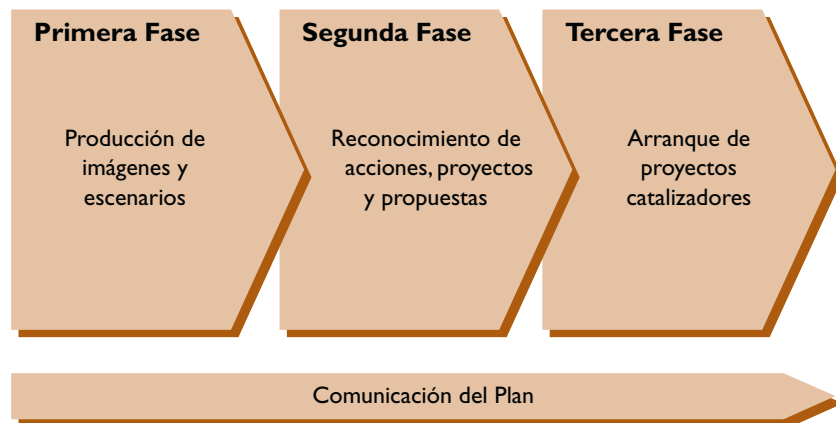 Primera Fase
Producción de
imágenes y
escenarios
Segunda Fase
Reconocimiento de
acciones, proyectos
y propuestas
Tercera Fase
Arranque de
proyectos
catalizadores
Comunicación del Plan